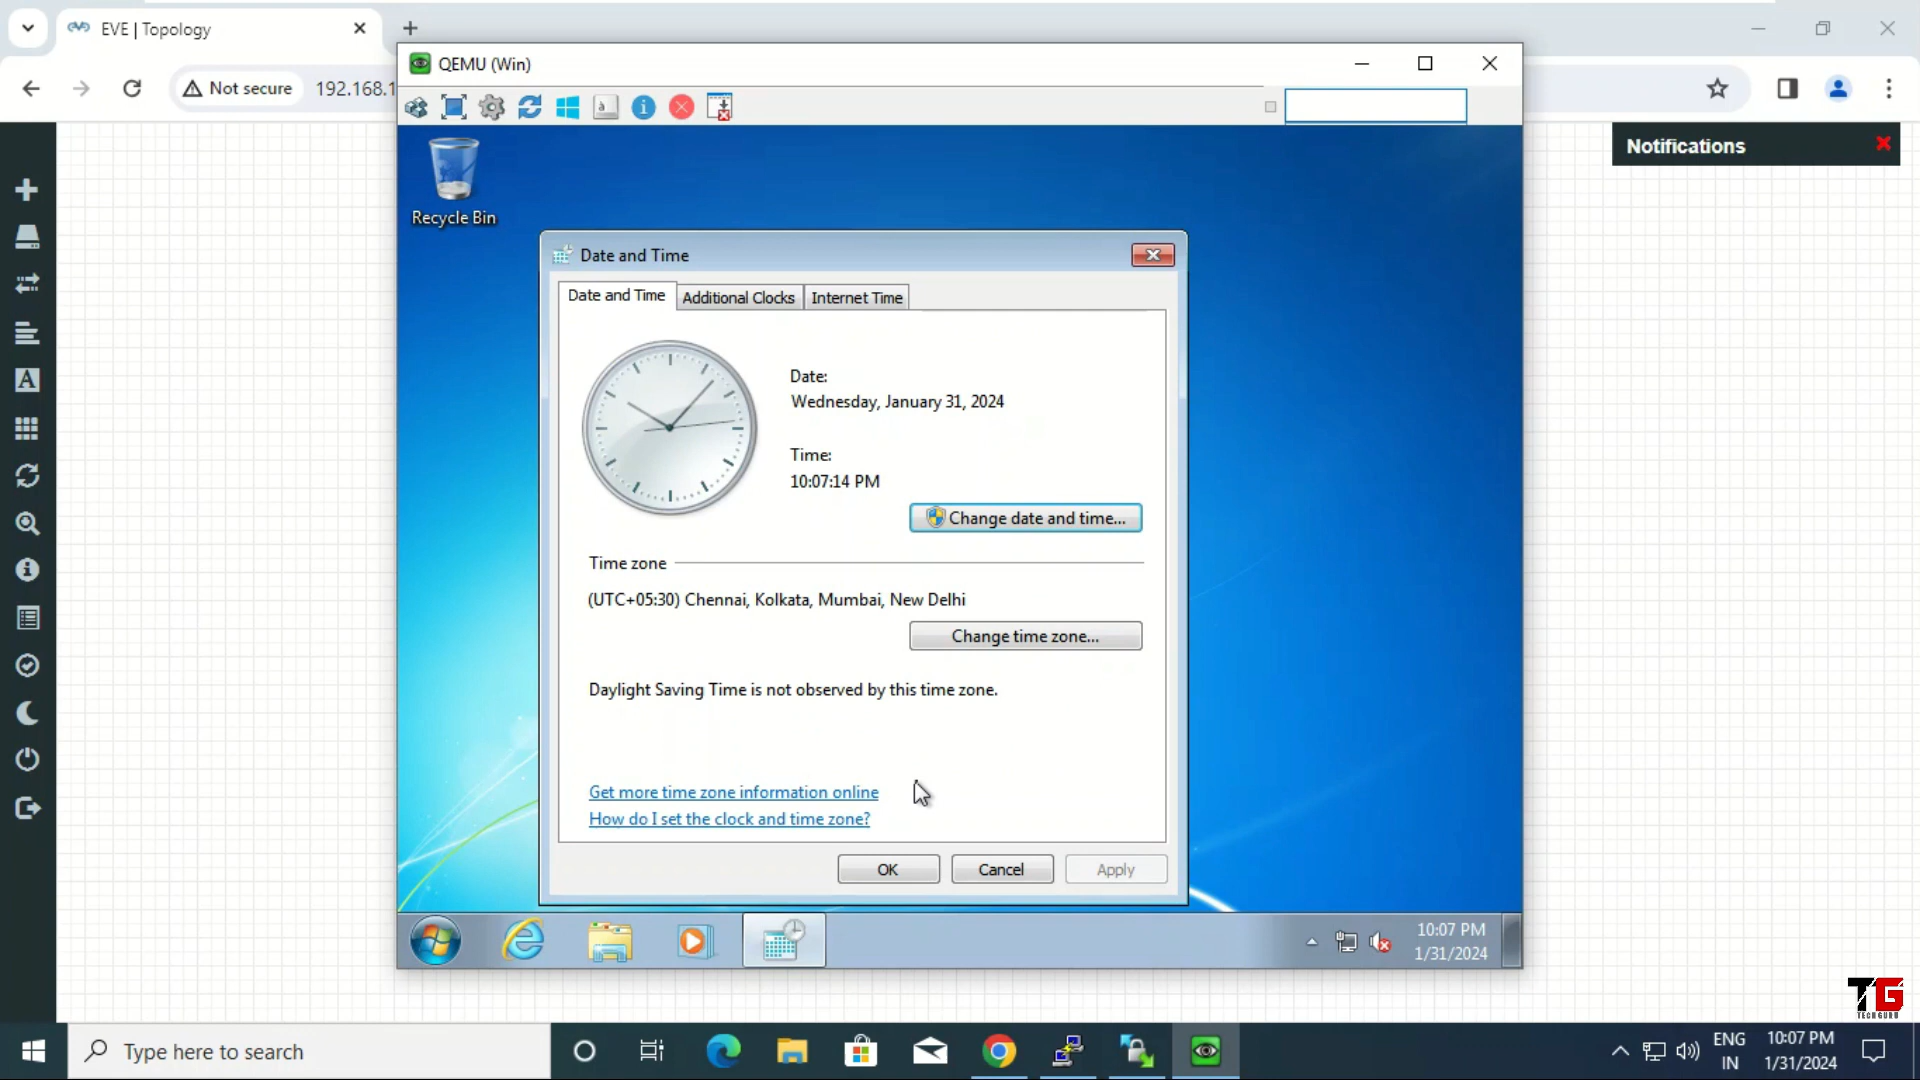 EVE | Topology
Not secure
192.168.1
QEMU (Win)
Notifications
Recycle Bin
Date and Time
Date and Time
Additional Clocks
Internet Time
Date:
Wednesday, January 31, 2024
Time:
10:07:14 PM
Change date and time...
Time zone
(UTC+05:30) Chennai, Kolkata, Mumbai, New Delhi
Change time zone...
Daylight Saving Time is not observed by this time zone.
Get more time zone information online
How do I set the clock and time zone?
OK
Cancel
Apply
10:07 PM
1/31/2024
TG
TECH GURU
Type here to search
ENG
IN
10:07 PM
1/31/2024